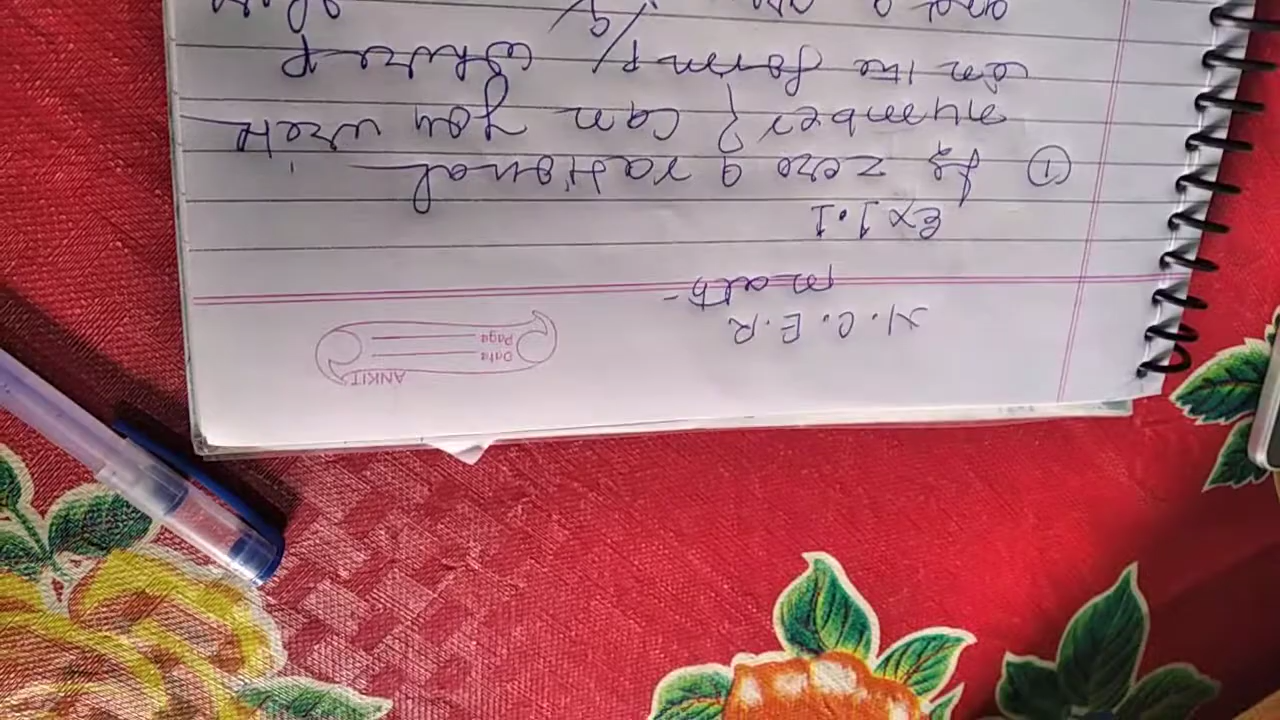 ANKIT
Date
Page
N.C.E.R
math
Ex 1.1
① Is zero a rational
number? Can you write
in the form P/q where P
and q